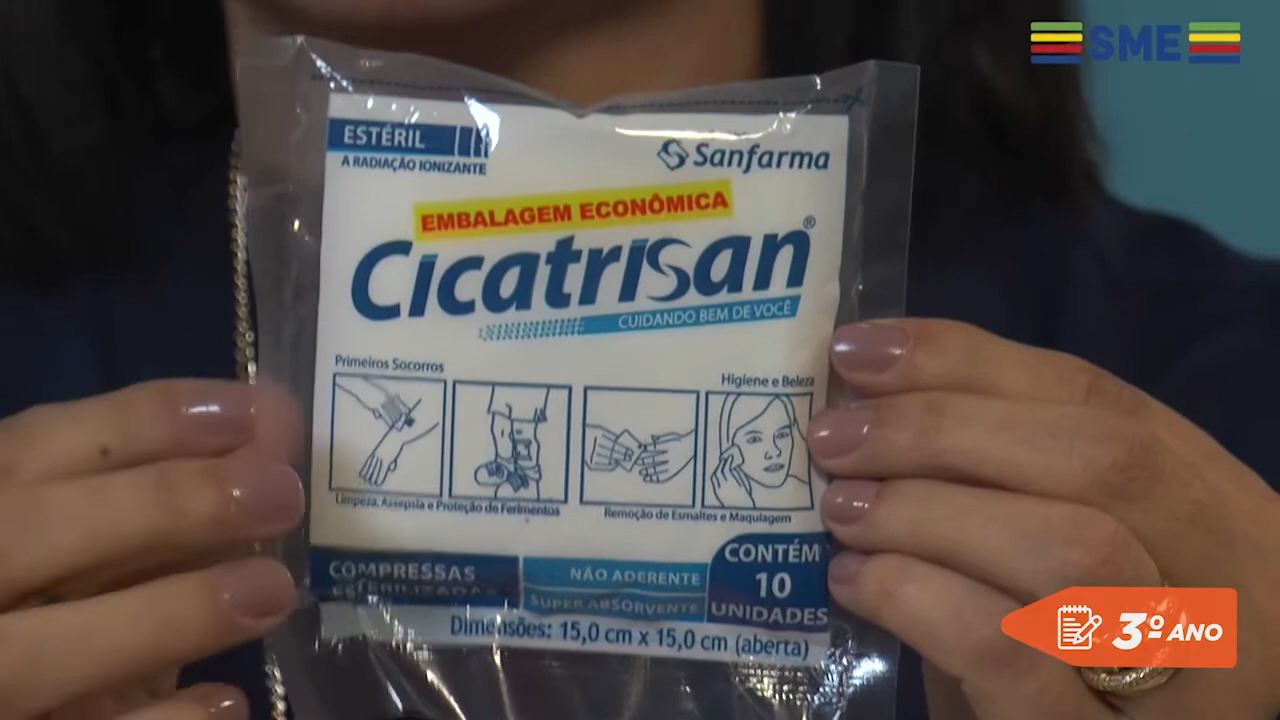 SME
ESTÉRIL
A RADIAÇÃO IONIZANTE
Sanfarma
EMBALAGEM ECONÔMICA
Cicatrisan®
CUIDANDO BEM DE VOCÊ
Primeiros Socorros
Higiene e Beleza
Limpeza, Assepsia e Proteção de Ferimentos
Remoção de Esmaltes e Maquiagem
COMPRESSAS
ESTERILIZADAS
NÃO ADERENTE
SUPER ABSORVENTE
CONTÉM
10
UNIDADES
Dimensões: 15,0 cm x 15,0 cm (aberta)
3º ANO